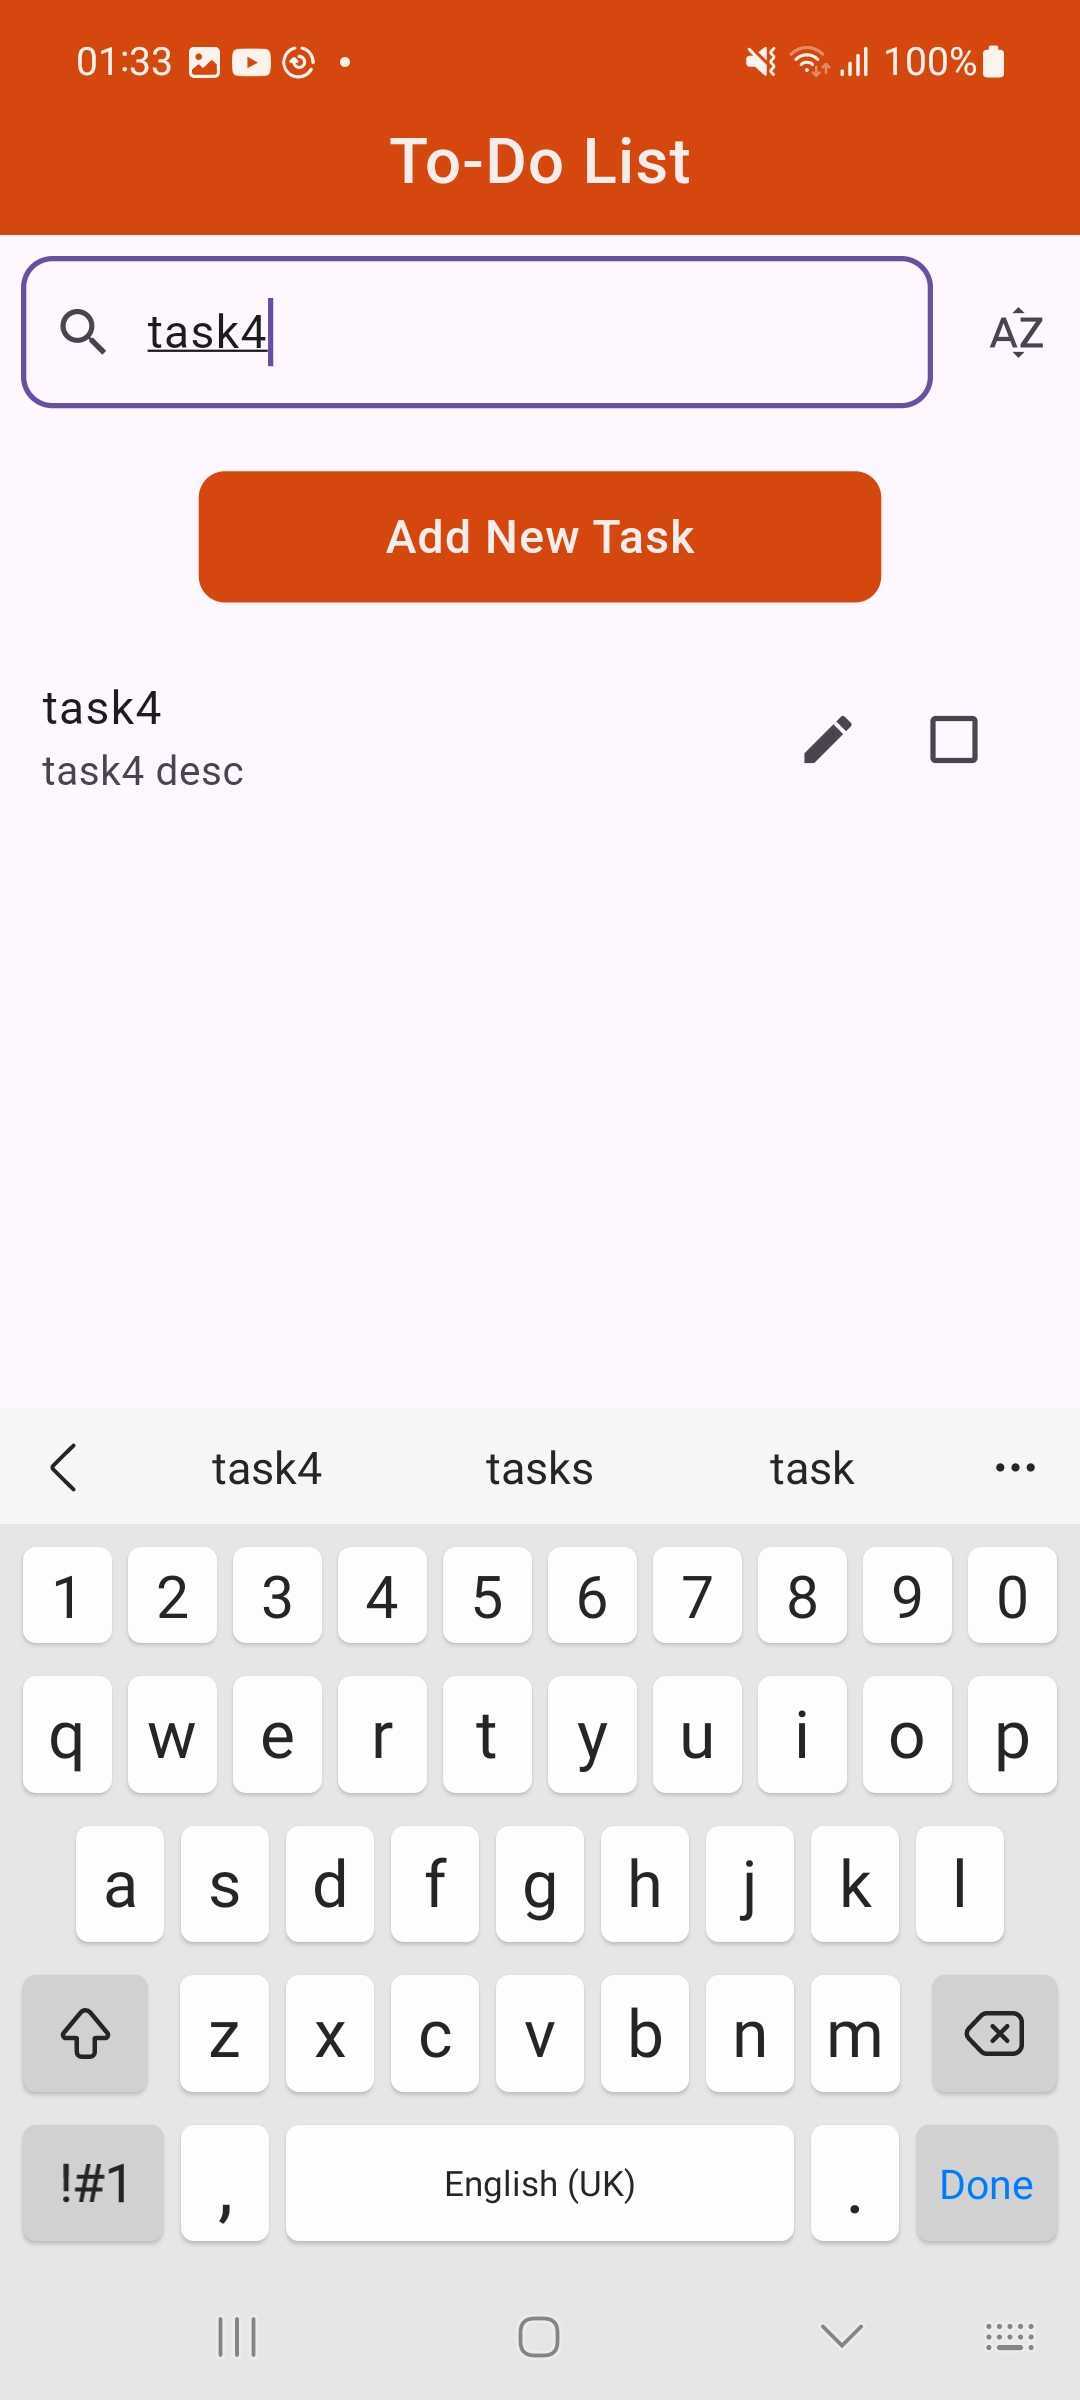 01:33 100%
To-Do List
task4
AZ
Add New Task
task4
task4 desc
task4 tasks task
1 2 3 4 5 6 7 8 9 0
q w e r t y u i o p
a s d f g h j k l
z x c v b n m
!#1 , English (UK) . Done